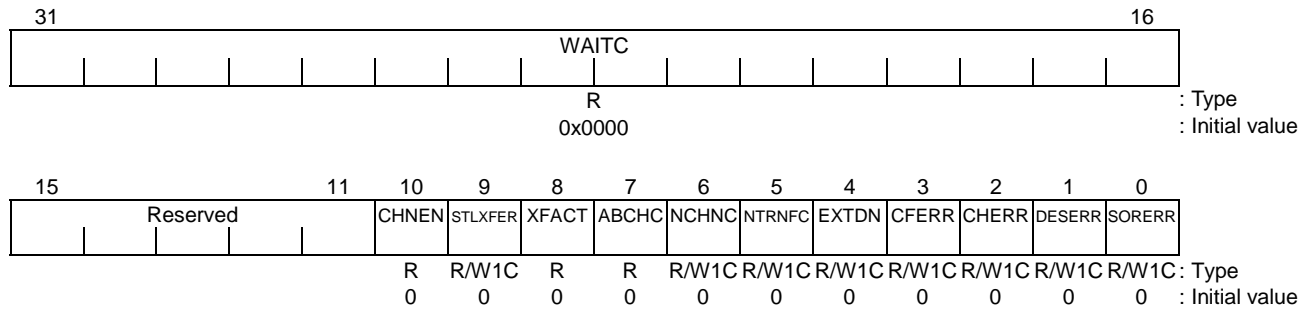 31 16
WAITC
R : Type
0x0000 : Initial value
15 11 10 9 8 7 6 5 4 3 2 1 0
Reserved CHNEN STLXFER XFACT ABCHC NCHNC NTRNFC EXTDN CFERR CHERR DESERR SORERR
R R/W1C R R R/W1C R/W1C R/W1C R/W1C R/W1C R/W1C R/W1C : Type
0 0 0 0 0 0 0 0 0 0 0 : Initial value